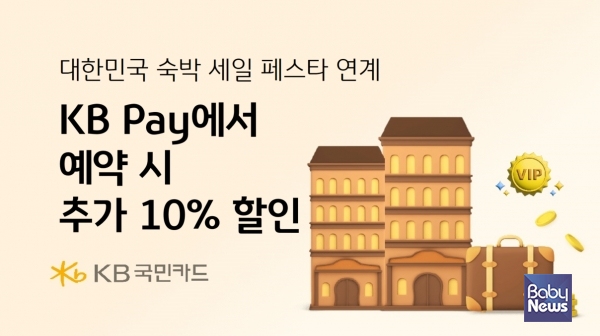 대한민국 숙박 세일 페스타 연계
KB Pay에서
예약 시
추가 10% 할인
KB 국민카드
VIP
Baby
News